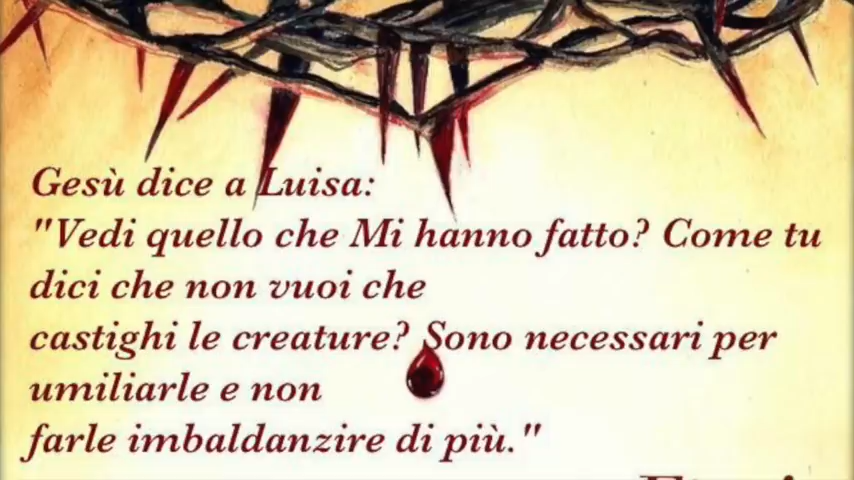 Gesù dice a Luisa:
"Vedi quello che Mi hanno fatto? Come tu
dici che non vuoi che
castighi le creature? Sono necessari per
umiliarle e non
farle imbaldanzire di più."